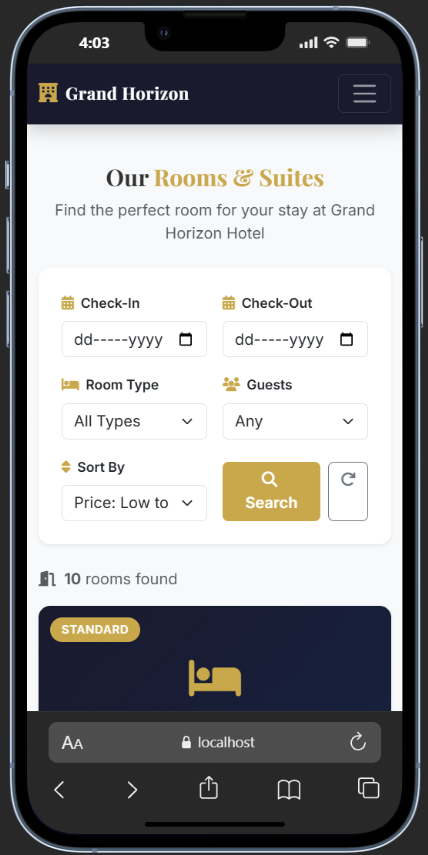 4:03
Grand Horizon
Our Rooms & Suites
Find the perfect room for your stay at Grand
Horizon Hotel
Check-In
Check-Out
dd-----yyyy
dd-----yyyy
Room Type
Guests
All Types
Any
Sort By
Price: Low to
Search
10 rooms found
STANDARD
AA
localhost